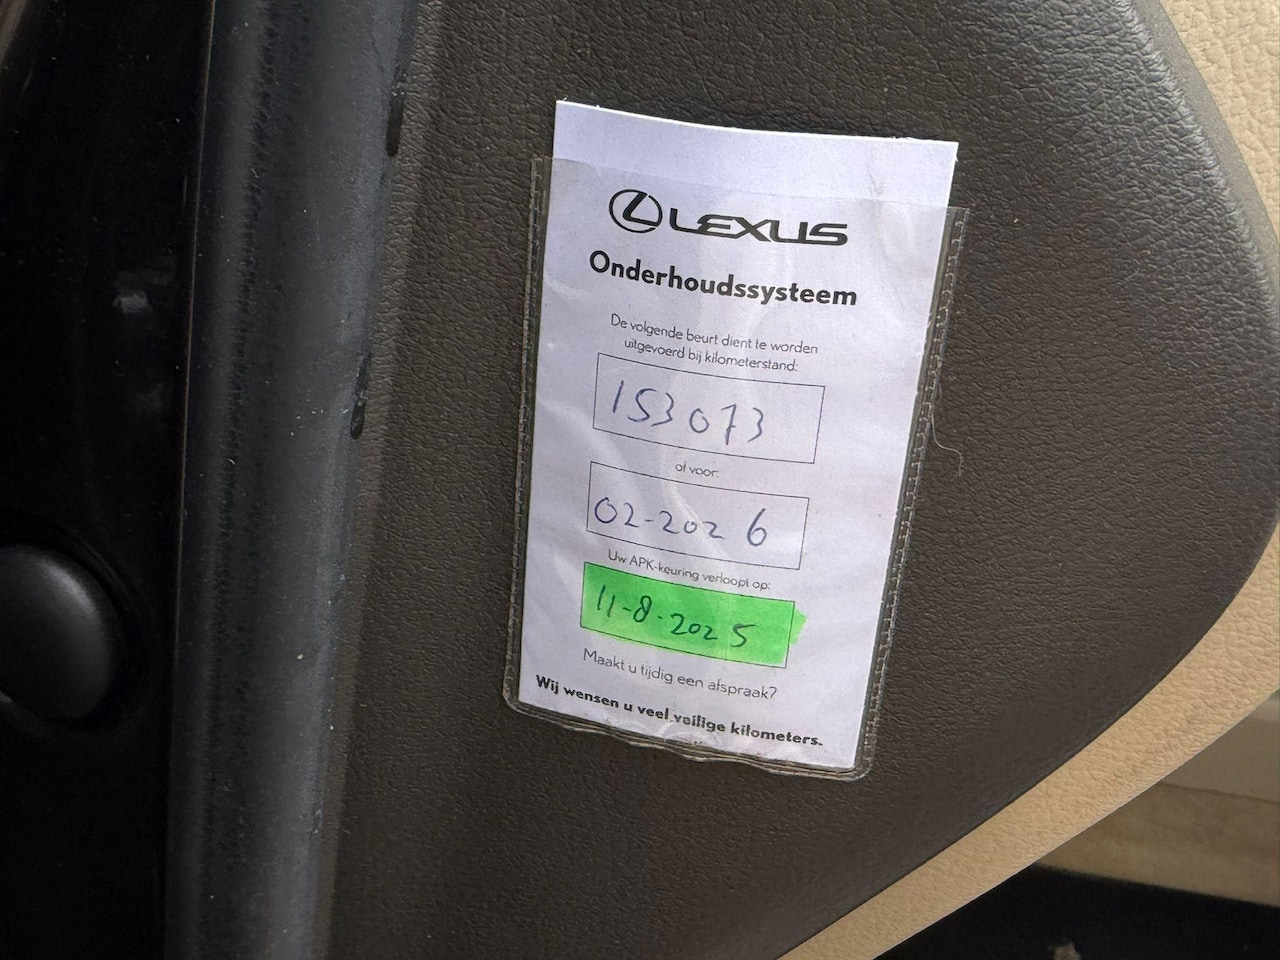 LEXUS
Onderhoudssysteem
De volgende beurt dient te worden
uitgevoerd bij kilometerstand:
153073
of voor:
02-2026
Uw APK-keuring verloopt op:
11-8-2025
Maakt u tijdig een afspraak?
Wij wensen u veel veilige kilometers.